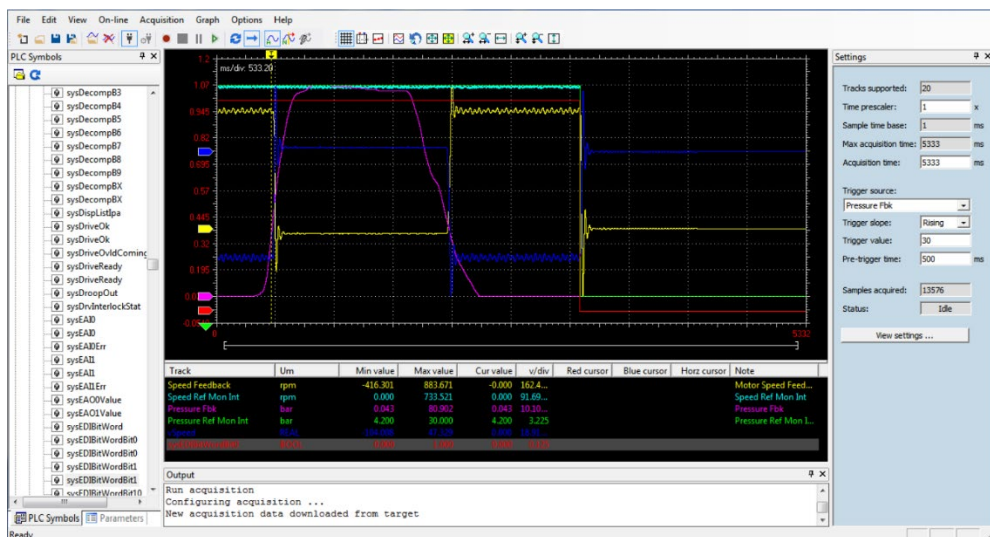 File Edit View On-line Acquisition Graph Options Help
PLC Symbols
sysDecompB3
sysDecompB4
sysDecompB5
sysDecompB6
sysDecompB7
sysDecompB8
sysDecompB9
sysDecompBX
sysDecompBX
sysDispListIpa
sysDriveOk
sysDriveOk
sysDriveOvldComing
sysDriveReady
sysDriveReady
sysDroopOut
sysDrvInterlockStat
sysEAI0
sysEAI0
sysEAI0Err
sysEAI1
sysEAI1
sysEAI1Err
sysEAO0Value
sysEAO1Value
sysEDIBitWord
sysEDIBitWordBit0
sysEDIBitWordBit0
sysEDIBitWordBit1
sysEDIBitWordBit1
sysEDIBitWordBit10
PLC Symbols Parameters
Ready
ms/div: 533.20
1.2
1.07
0.945
0.82
0.695
0.57
0.445
0.32
0.195
0 5332
Track Um Min value Max value Cur value v/div Red cursor Blue cursor Horz cursor Note
Speed Feedback rpm -416.301 883.671 -0.000 162.4... Motor Speed Feed...
Speed Ref Mon Int rpm 0.000 733.521 0.000 91.69... Speed Ref Mon Int
Pressure Fbk bar 0.043 80.902 0.043 10.10... Pressure Fbk
Pressure Ref Mon Int bar 4.200 30.000 4.200 3.225 Pressure Ref Mon I...
Output
Run acquisition
Configuring acquisition ...
New acquisition data downloaded from target
Settings
Tracks supported: 20
Time prescaler: 1 x
Sample time base: 1 ms
Max acquisition time: 5333 ms
Acquisition time: 5333 ms
Trigger source:
Pressure Fbk
Trigger slope: Rising
Trigger value: 30
Pre-trigger time: 500 ms
Samples acquired: 13576
Status: Idle
View settings ...